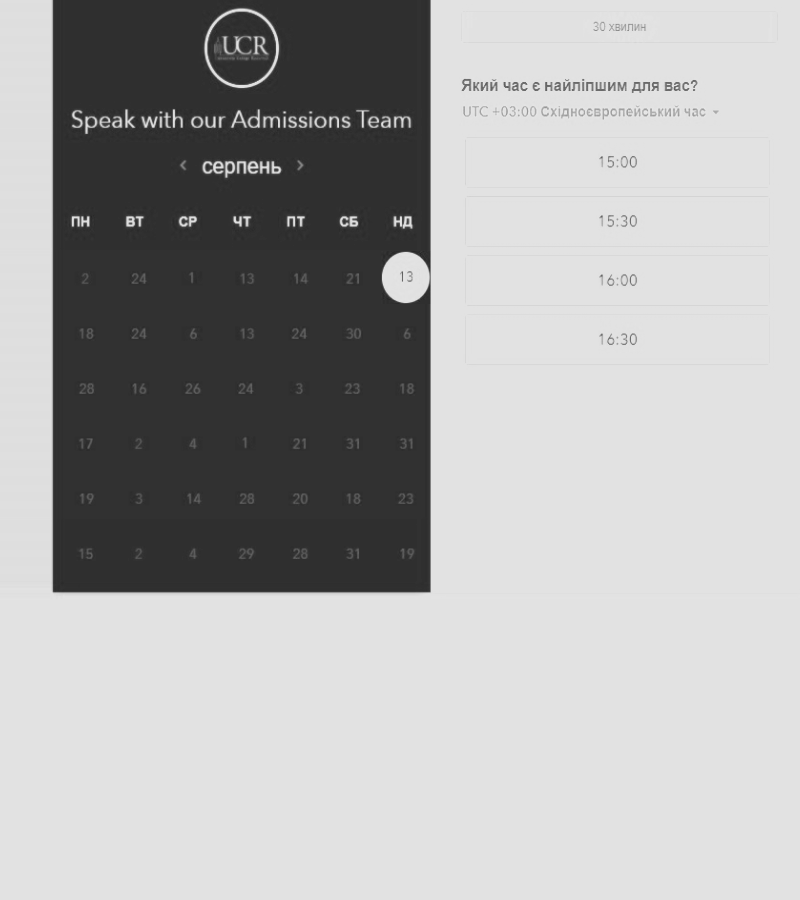 UCR
Speak with our Admissions Team
‹ серпень ›
ПН ВТ СР ЧТ ПТ СБ НД
2 24 1 13 14 21 13
18 24 6 13 24 30 6
28 16 26 24 3 23 18
17 2 4 1 21 31 31
19 3 14 28 20 18 23
15 2 4 29 28 31 19
30 хвилин
Який час є найліпшим для вас?
UTC +03:00 Східноєвропейський час
15:00
15:30
16:00
16:30